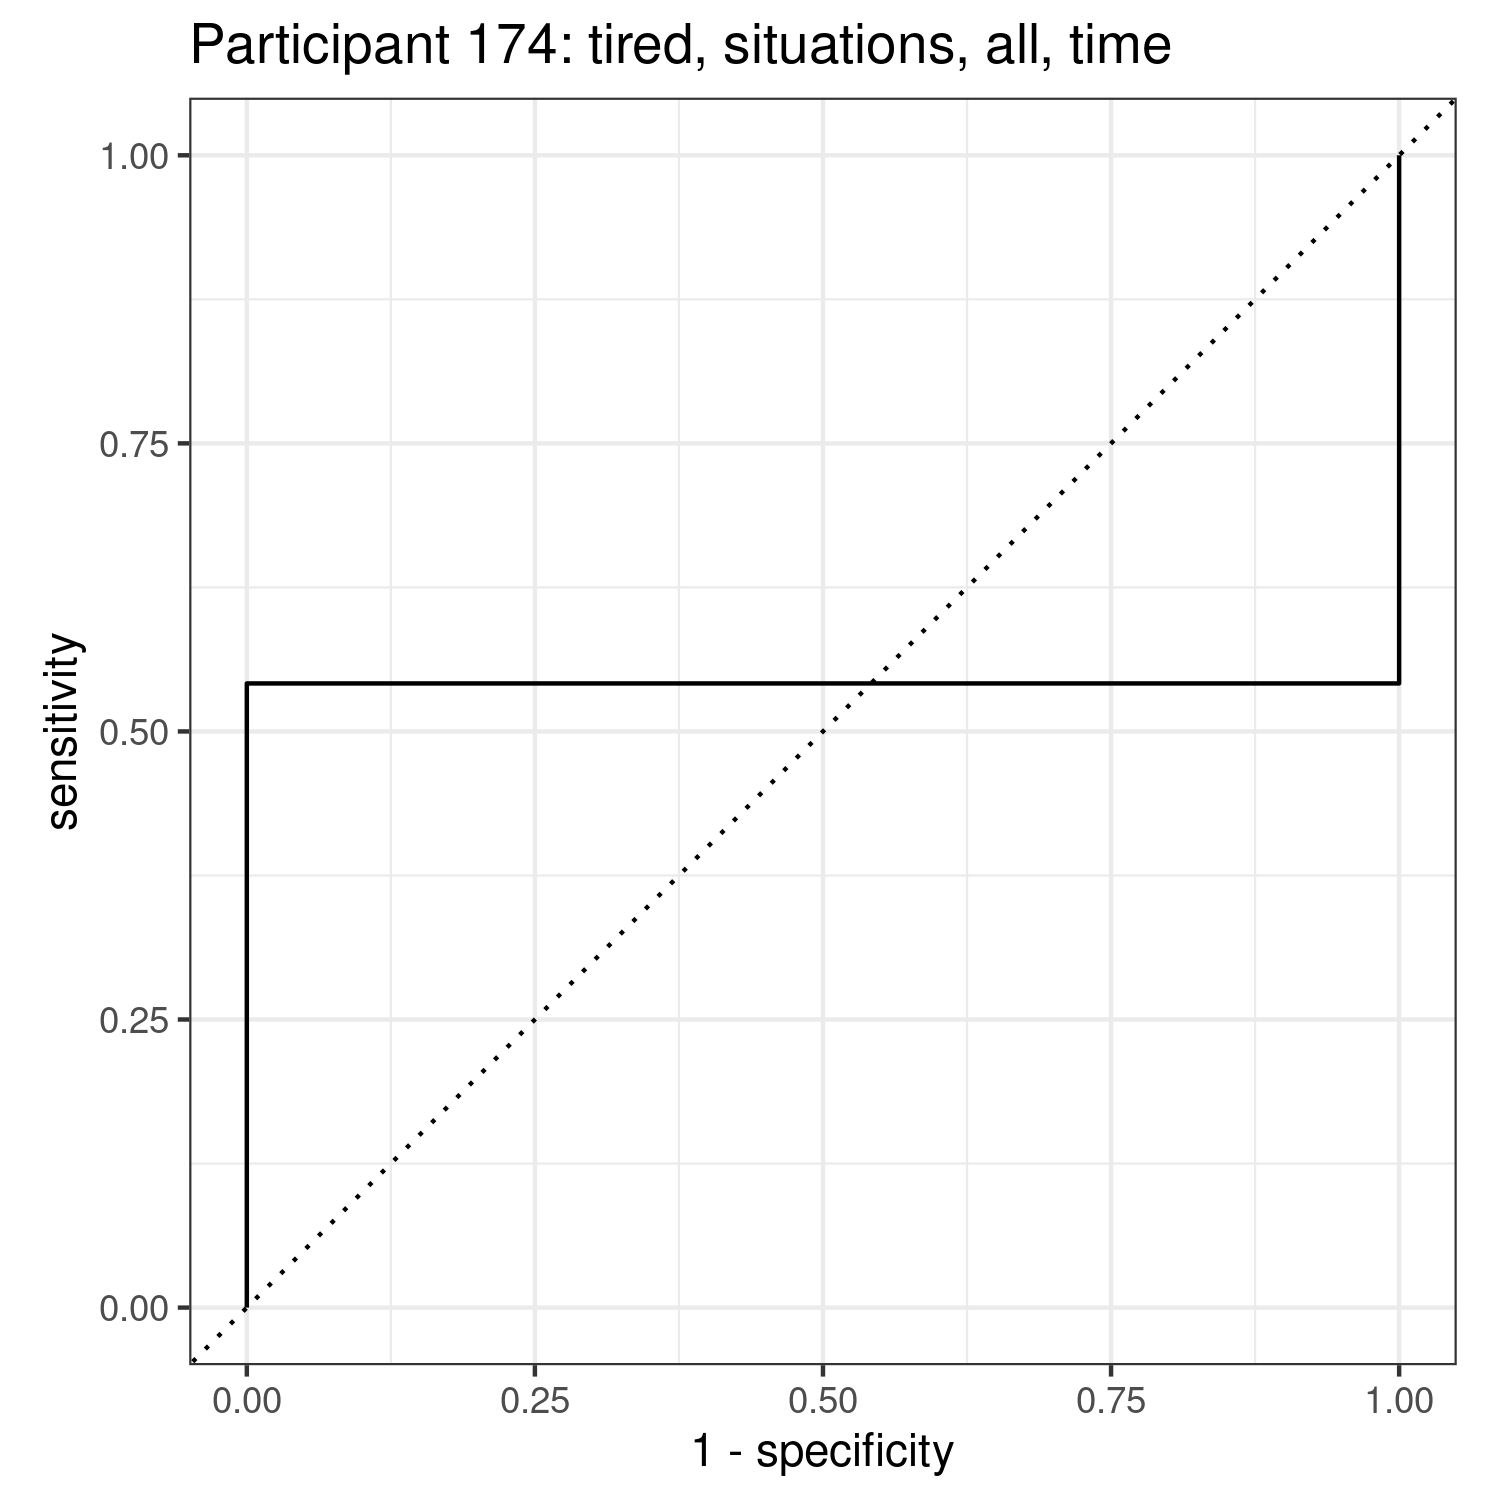 Participant 174: tired, situations, all, time
1.00
0.75
0.50
0.25
0.00
sensitivity
0.00 0.25 0.50 0.75 1.00
1 - specificity